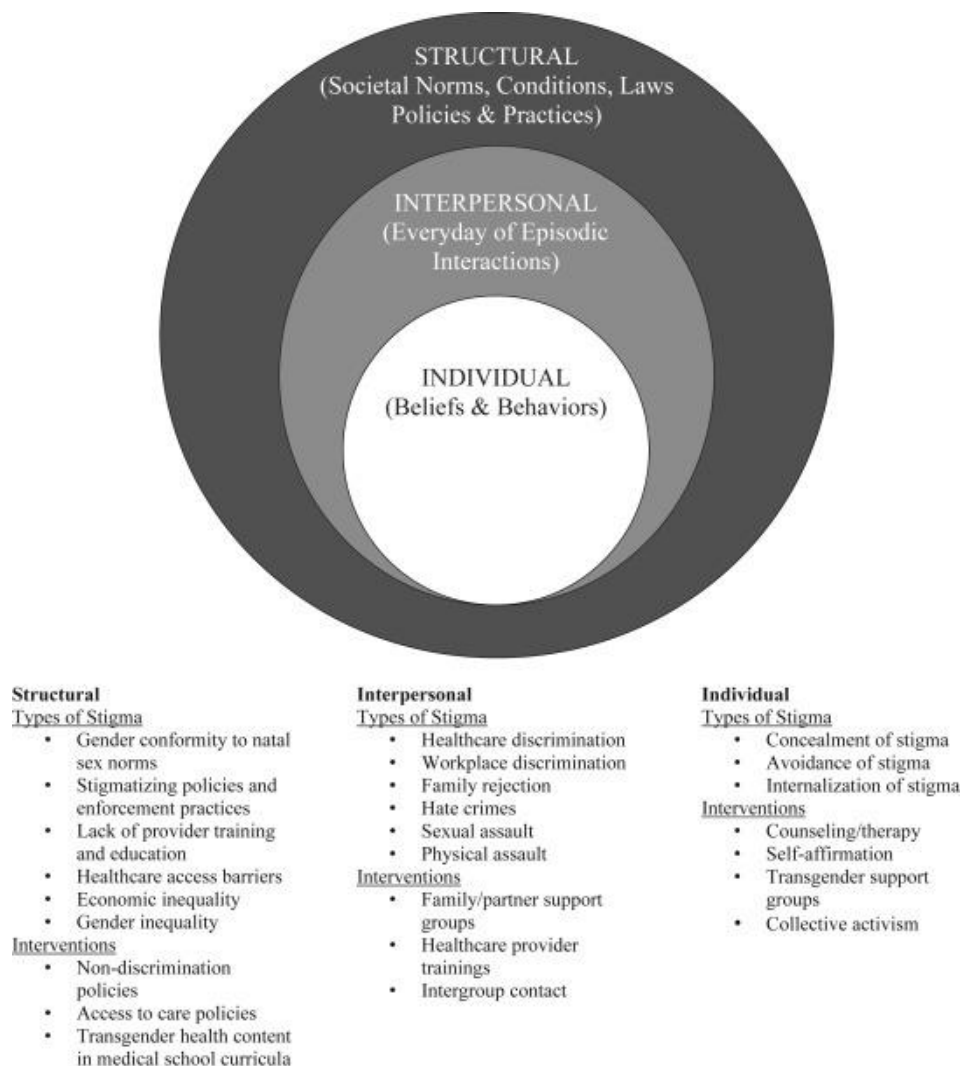 STRUCTURAL
(Societal Norms, Conditions, Laws
Policies & Practices)
INTERPERSONAL
(Everyday of Episodic
Interactions)
INDIVIDUAL
(Beliefs & Behaviors)
Structural
Types of Stigma
• Gender conformity to natal
sex norms
• Stigmatizing policies and
enforcement practices
• Lack of provider training
and education
• Healthcare access barriers
• Economic inequality
• Gender inequality
Interventions
• Non-discrimination
policies
• Access to care policies
• Transgender health content
in medical school curricula
Interpersonal
Types of Stigma
• Healthcare discrimination
• Workplace discrimination
• Family rejection
• Hate crimes
• Sexual assault
• Physical assault
Interventions
• Family/partner support
groups
• Healthcare provider
trainings
• Intergroup contact
Individual
Types of Stigma
• Concealment of stigma
• Avoidance of stigma
• Internalization of stigma
Interventions
• Counseling/therapy
• Self-affirmation
• Transgender support
groups
• Collective activism